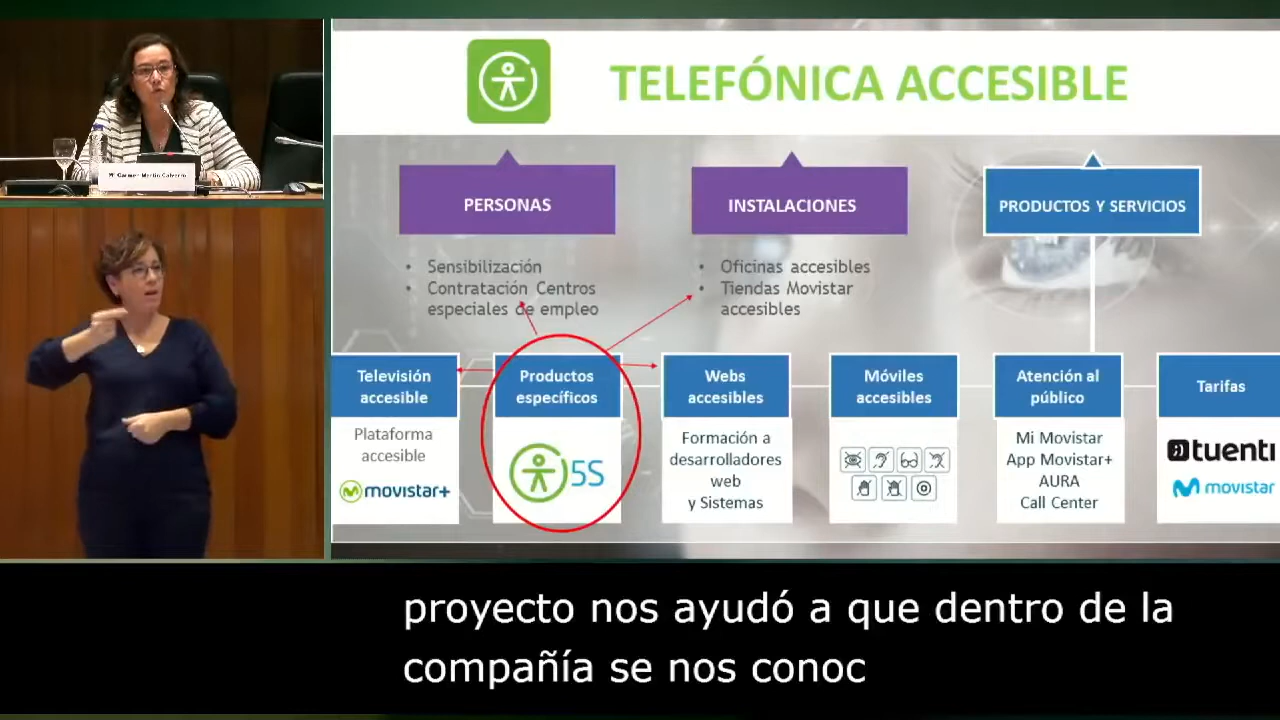 TELEFÓNICA ACCESIBLE
PERSONAS
• Sensibilización
• Contratación Centros
especiales de empleo
INSTALACIONES
• Oficinas accesibles
• Tiendas Movistar
accesibles
PRODUCTOS Y SERVICIOS
Televisión
accesible
Plataforma
accesible
movistar+
Productos
específicos
5S
Webs
accesibles
Formación a
desarrolladores
web
y Sistemas
Móviles
accesibles
Atención al
público
Mi Movistar
App Movistar+
AURA
Call Center
Tarifas
tuenti
movistar
Mª Carmen Martín
proyecto nos ayudó a que dentro de la
compañía se nos conoc